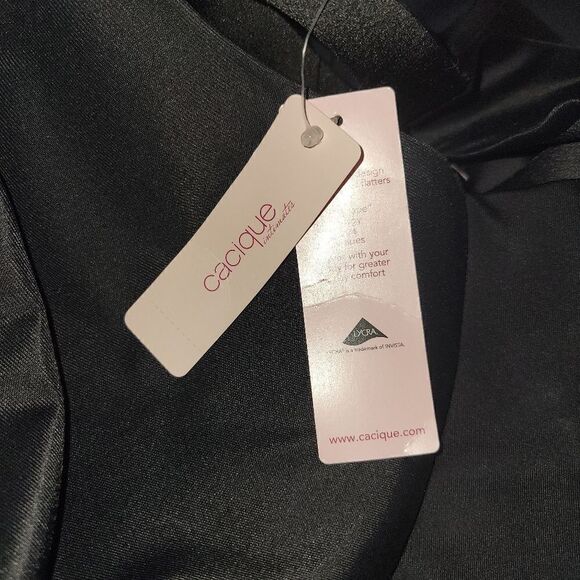 cacique
intimates
design
flatters
with your
for greater
comfort
LYCRA
LYCRA® is a trademark of INVISTA.
www.cacique.com